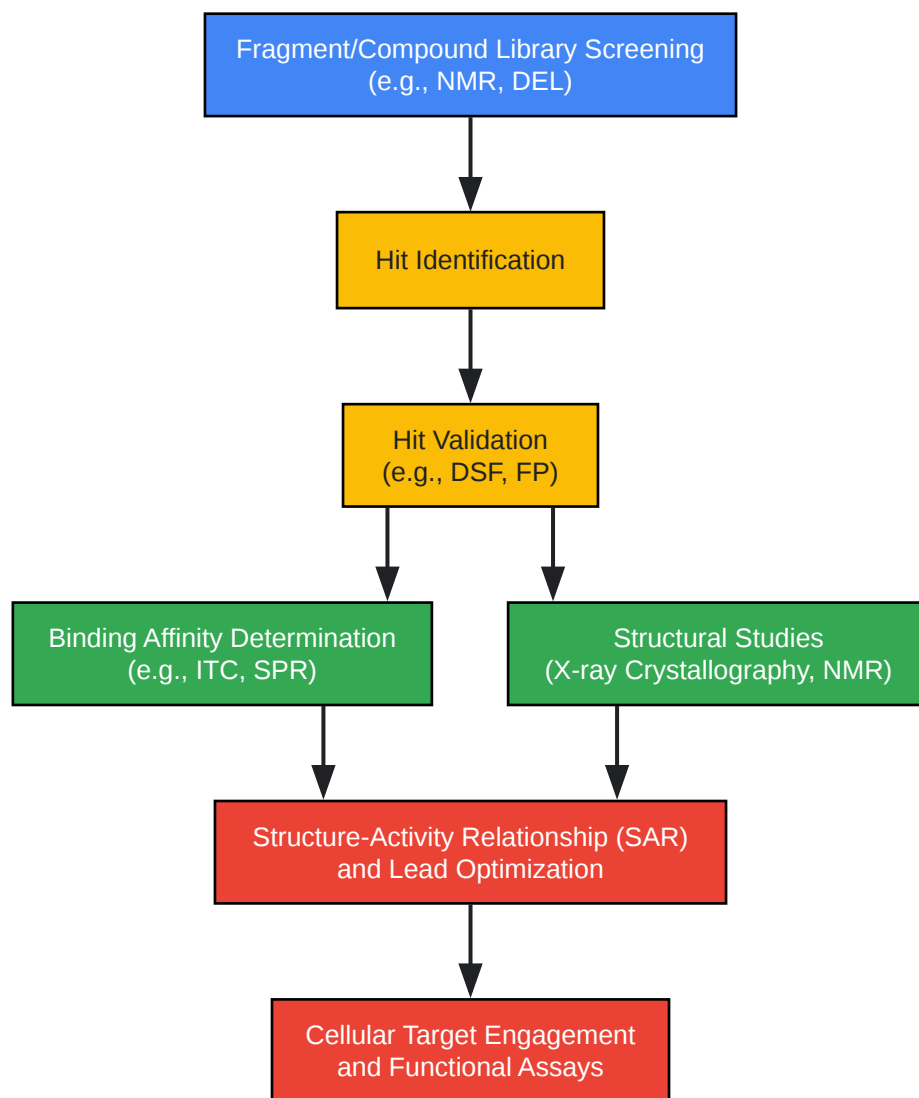 Fragment/Compound Library Screening
(e.g., NMR, DEL)
Hit Identification
Hit Validation
(e.g., DSF, FP)
Binding Affinity Determination
(e.g., ITC, SPR)
Structural Studies
(X-ray Crystallography, NMR)
Structure-Activity Relationship (SAR)
and Lead Optimization
Cellular Target Engagement
and Functional Assays